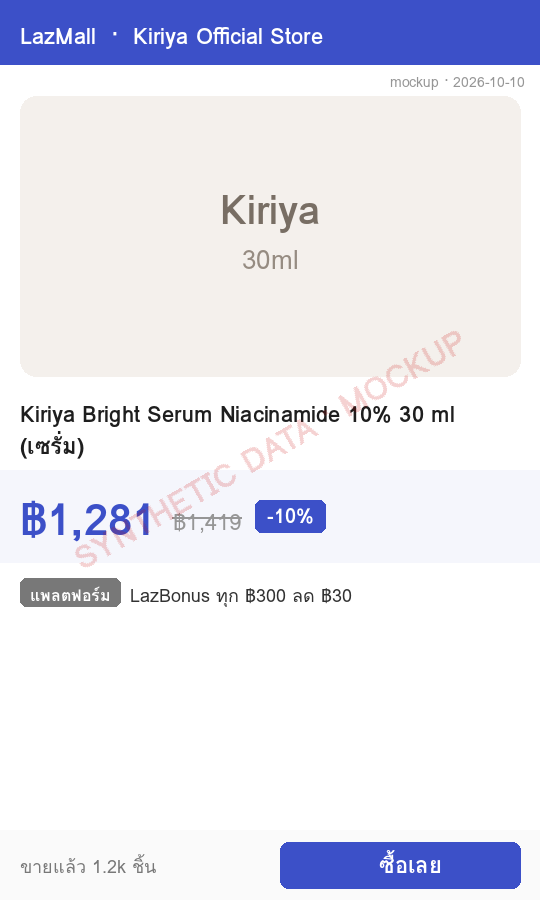 LazMall · Kiriya Official Store
mockup · 2026-10-10
Kiriya
30ml
Kiriya Bright Serum Niacinamide 10% 30 ml
(เซรั่ม)
฿1,281 ฿1,419 -10%
SYNTHETIC DATA · MOCKUP
แพลตฟอร์ม LazBonus ทุก ฿300 ลด ฿30
ขายแล้ว 1.2k ชิ้น ซื้อเลย